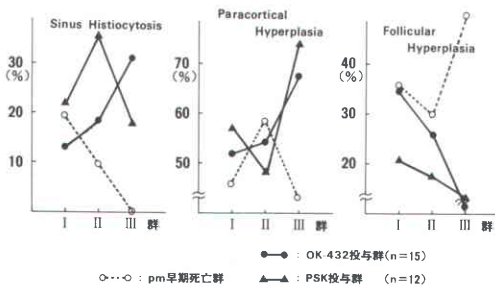 Sinus Histiocytosis
(%)
30
20
10
I II III 群
Paracortical
Hyperplasia
(%)
70
60
50
I II III 群
Follicular
Hyperplasia
(%)
40
30
20
I II III 群
●—● : OK-432投与群(n=15)
○--○ : pm早期死亡群
▲—▲ : PSK投与群(n=12)